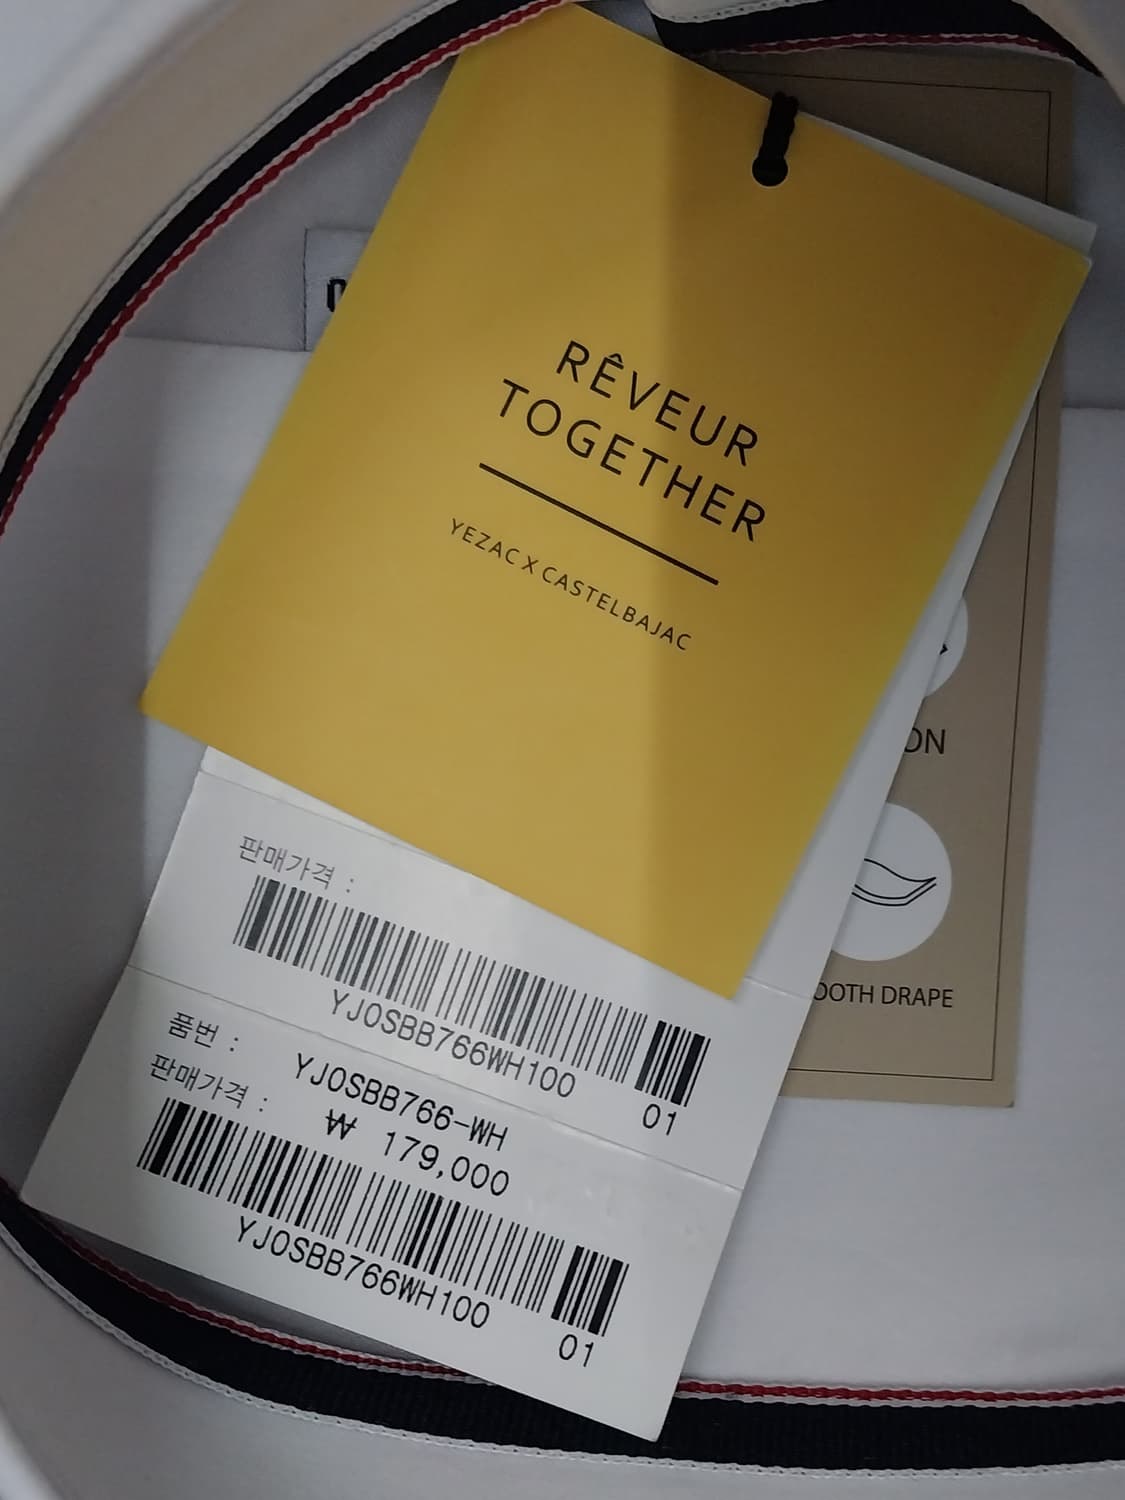 RÊVEUR
TOGETHER
YEZAC X CASTELBAJAC
ON
OOTH DRAPE
판매가격 :
YJ0SBB766WH100
01
품번 : YJ0SBB766-WH
판매가격 : ₩ 179,000
YJ0SBB766WH100
01